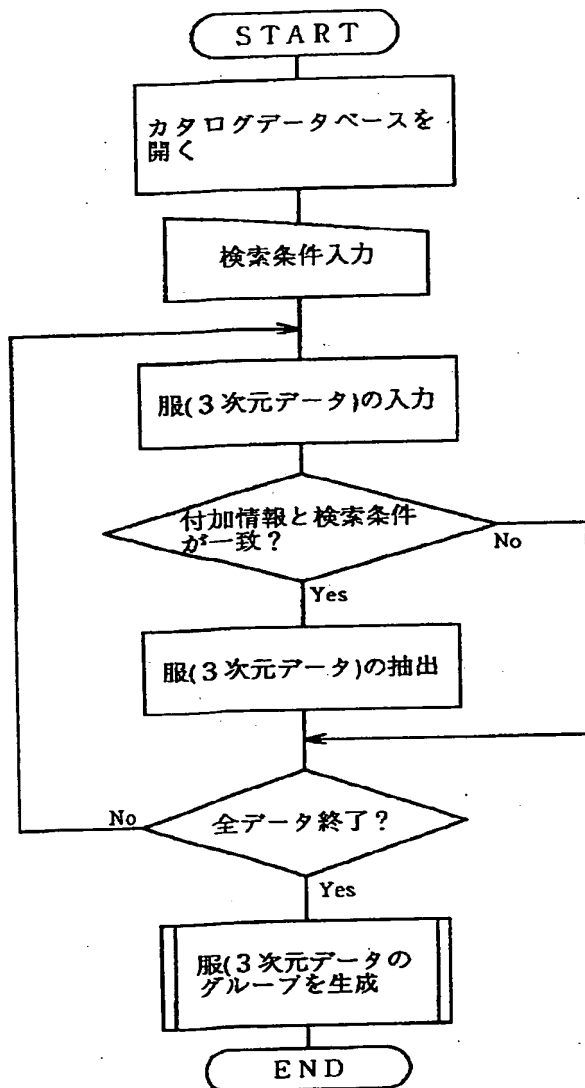 START
カタログデータベースを
開く
検索条件入力
服(3次元データ)の入力
付加情報と検索条件
が一致?
No
Yes
服(3次元データ)の抽出
No
全データ終了?
Yes
服(3次元データの
グループを生成
END